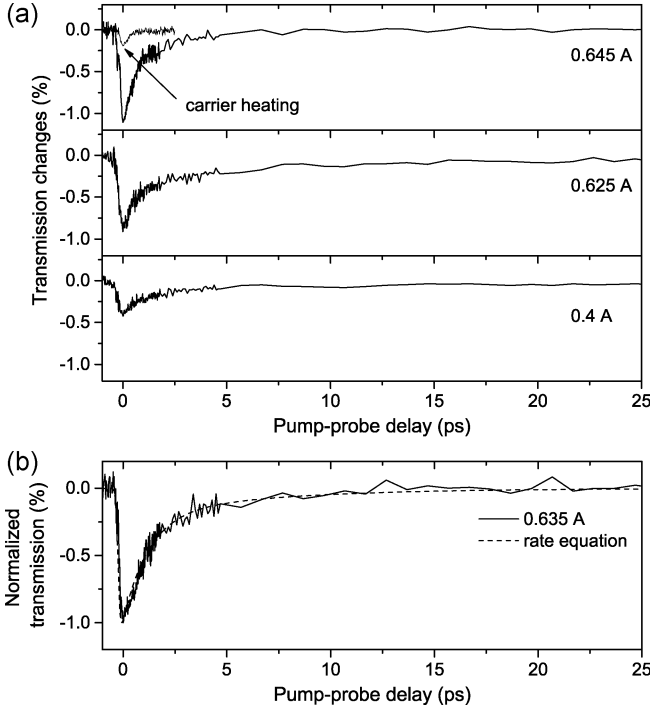 (a)
Transmission changes (%)
0.0
-0.5
-1.0
carrier heating
0.645 A
0.0
-0.5
-1.0
0.625 A
0.0
-0.5
-1.0
0.4 A
0 5 10 15 20 25
Pump-probe delay (ps)
(b)
Normalized
transmission (%)
0.0
-0.5
-1.0
0.635 A
rate equation
0 5 10 15 20 25
Pump-probe delay (ps)